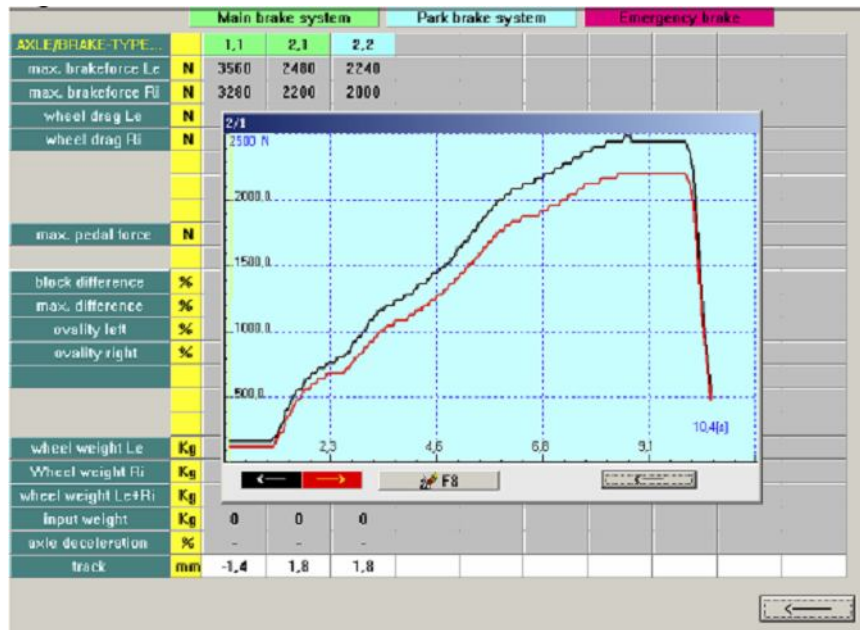 Main brake system Park brake system Emergency brake
AXLE/BRAKE-TYPE... 1,1 2,1 2,2
max. brakeforce Le N 3560 2480 2240
max. brakeforce Ri N 3280 2200 2000
wheel drag Le N
wheel drag Ri N
max. pedal force N
block difference %
max. difference %
ovality left %
ovality right %
wheel weight Le Kg
Wheel weight Ri Kg
wheel weight Le+Ri Kg
input weight Kg 0 0 0
axle deceleration % - - -
track mm -1,4 1,8 1,8
2/1
2500 N
2000,0
1500,0
1000,0
500,0
10,4[s]
2,3 4,6 6,8 9,1
F8